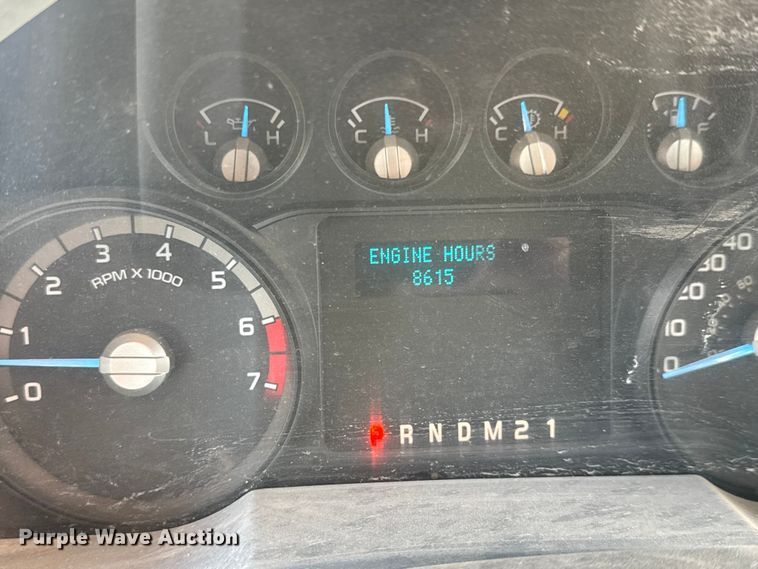 L H
C H
C H
F
ENGINE HOURS
8615
0 1 2 3 4 5 6 7
RPM X 1000
0 10 20 30 40
P R N D M 2 1
Purple Wave Auction